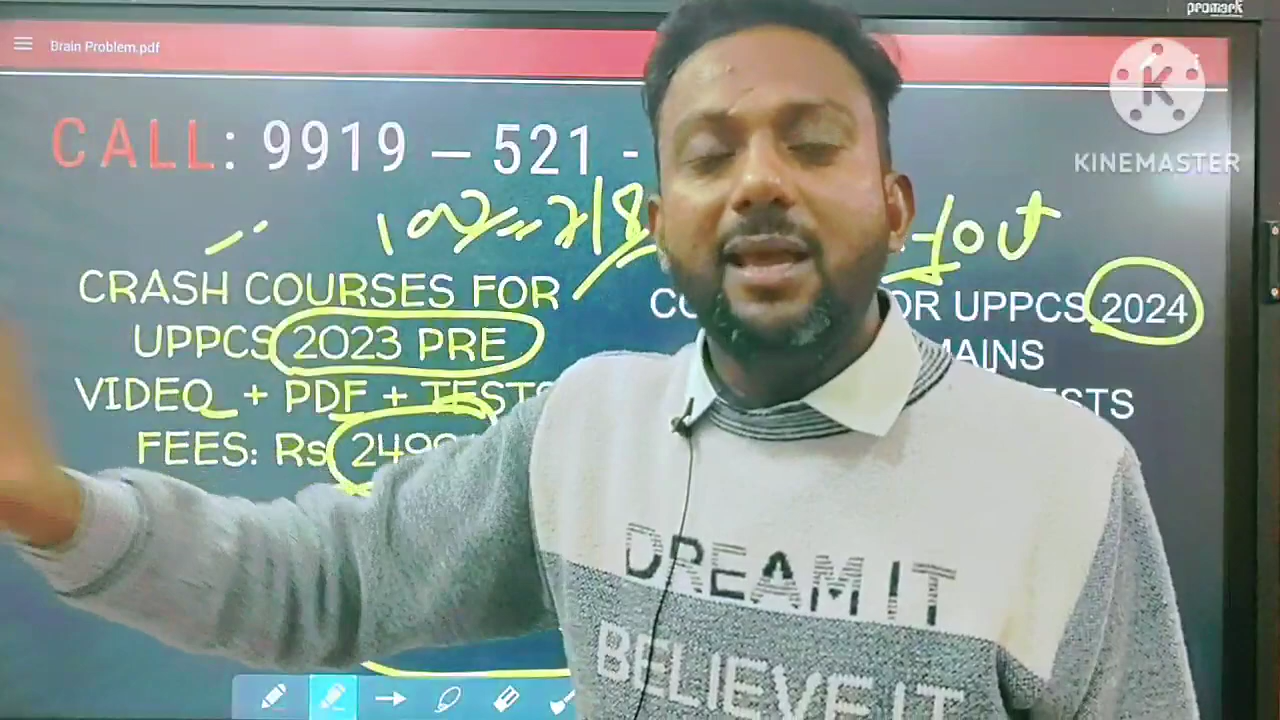 promark
Brain Problem.pdf
KINEMASTER
CALL: 9919 – 521 -
CRASH COURSES FOR
UPPCS 2023 PRE
VIDEO + PDF + TESTS
FEES: Rs
OR UPPCS 2024
MAINS
STS
DREAM IT
BELIEVE IT